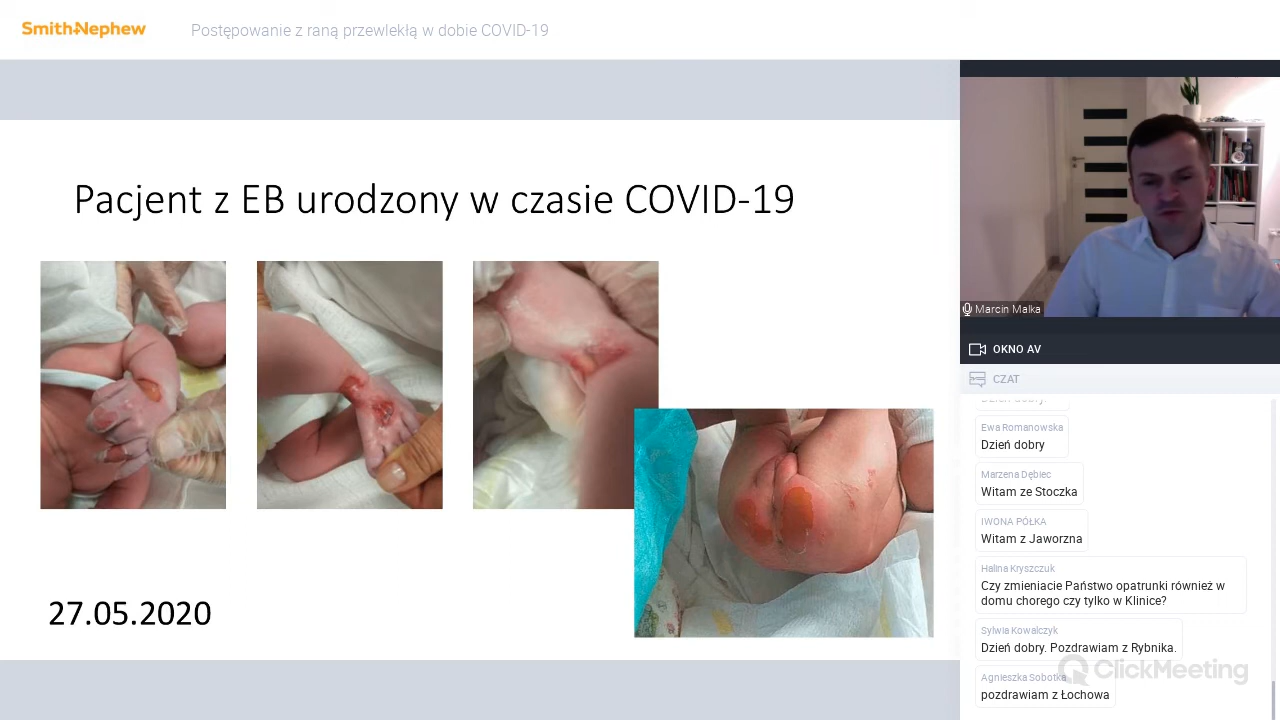 Smith+Nephew
Postępowanie z raną przewlekłą w dobie COVID-19
Pacjent z EB urodzony w czasie COVID-19
27.05.2020
Marcin Malka
OKNO AV
CZAT
Dzień dobry.
Ewa Romanowska
Dzień dobry
Marzena Dębiec
Witam ze Stoczka
IWONA PÓŁKA
Witam z Jaworzna
Halina Kryszczuk
Czy zmieniacie Państwo opatrunki również w
domu chorego czy tylko w Klinice?
Sylwia Kowalczyk
Dzień dobry. Pozdrawiam z Rybnika.
Agnieszka Sobotka
pozdrawiam z Łochowa
ClickMeeting